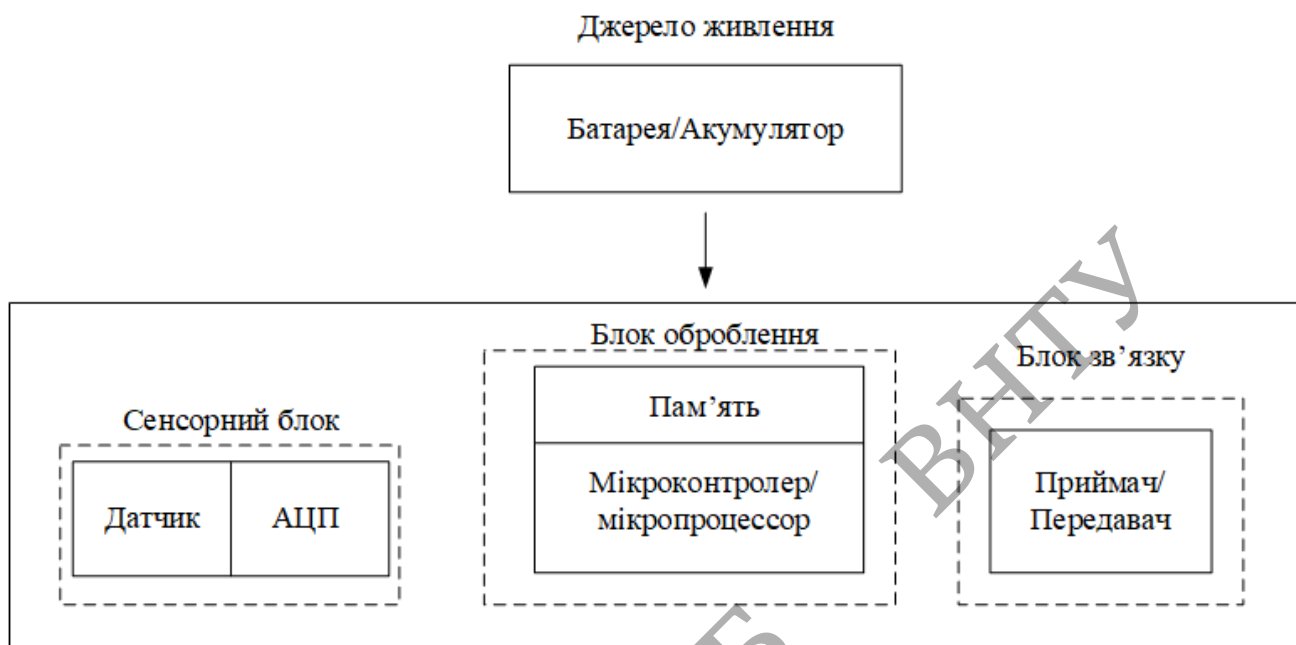 Джерело живлення
Батарея/Акумулятор
Блок оброблення
Блок зв’язку
Сенсорний блок
Пам’ять
Датчик
АЦП
Мікроконтролер/
мікропроцессор
Приймач/
Передавач
ВНТУ
Б